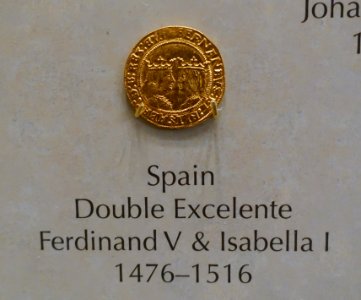 Joha
1
Spain
Double Excelente
Ferdinand V & Isabella I
1476–1516